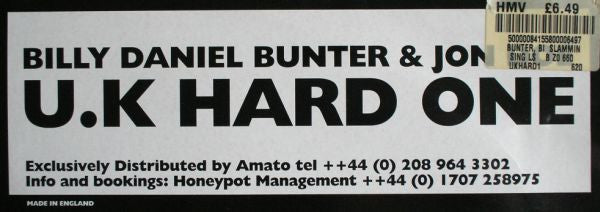 HMV £6.49
5000008415580006497
BUNTER, BI SLAMMIN
SING LS B Z0 660
UKHARD1 620
BILLY DANIEL BUNTER & JON
U.K HARD ONE
Exclusively Distributed by Amato tel ++44 (0) 208 964 3302
Info and bookings: Honeypot Management ++44 (0) 1707 258975
MADE IN ENGLAND